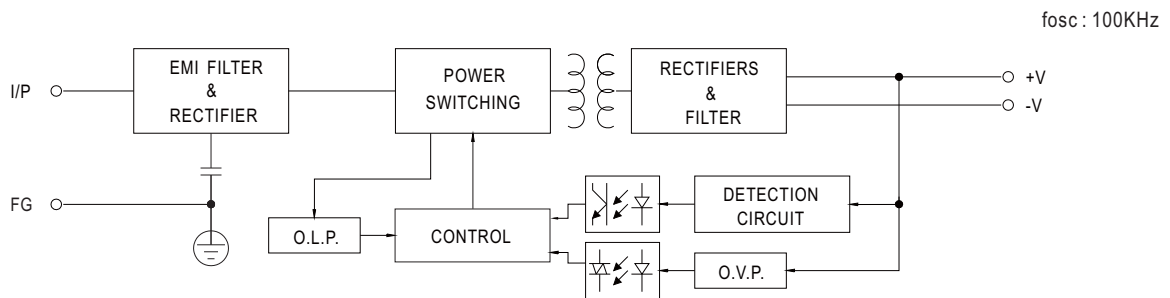 fosc : 100KHz
EMI FILTER
&
RECTIFIER
POWER
SWITCHING
RECTIFIERS
&
FILTER
I/P
+V
-V
FG
DETECTION
CIRCUIT
O.L.P.
CONTROL
O.V.P.